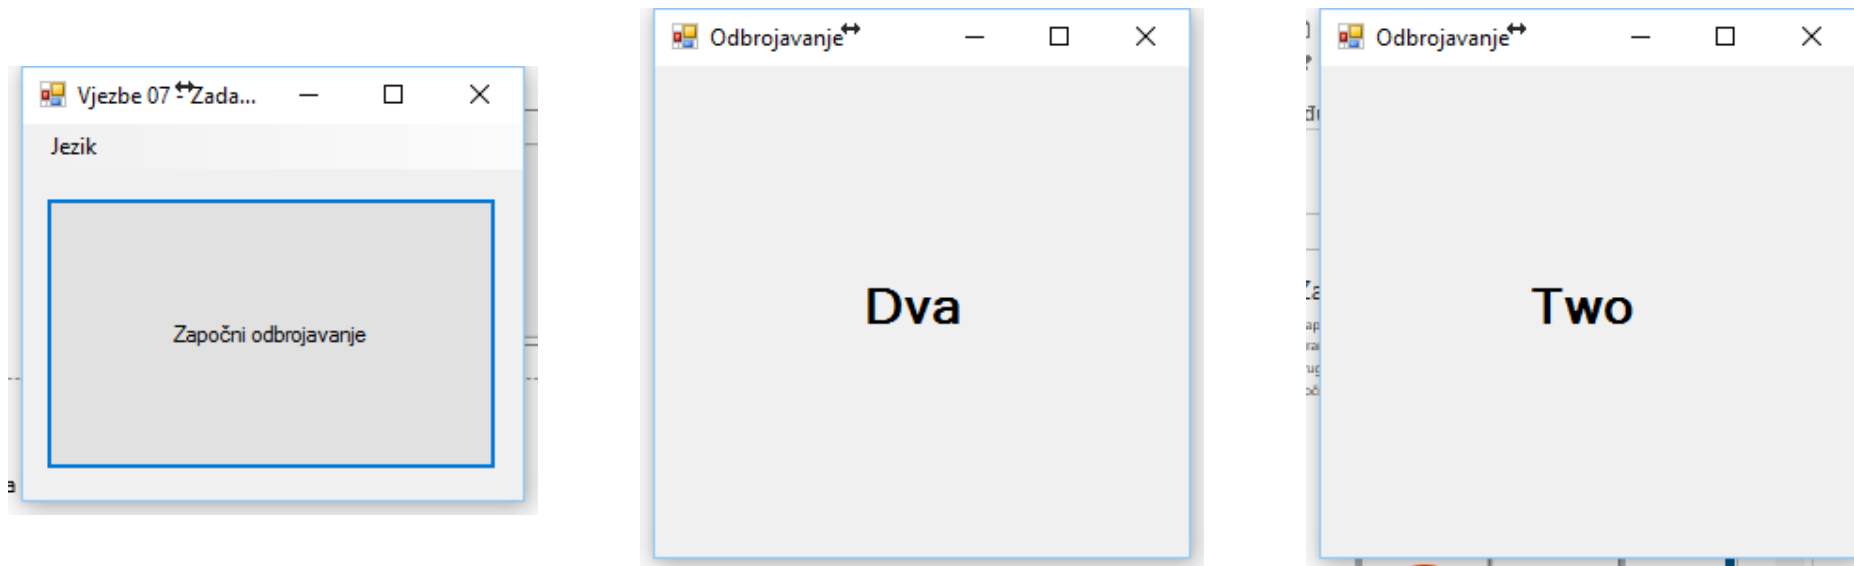 Vjezbe 07 - Zada...
Jezik
Započni odbrojavanje
Odbrojavanje
Dva
Odbrojavanje
Two